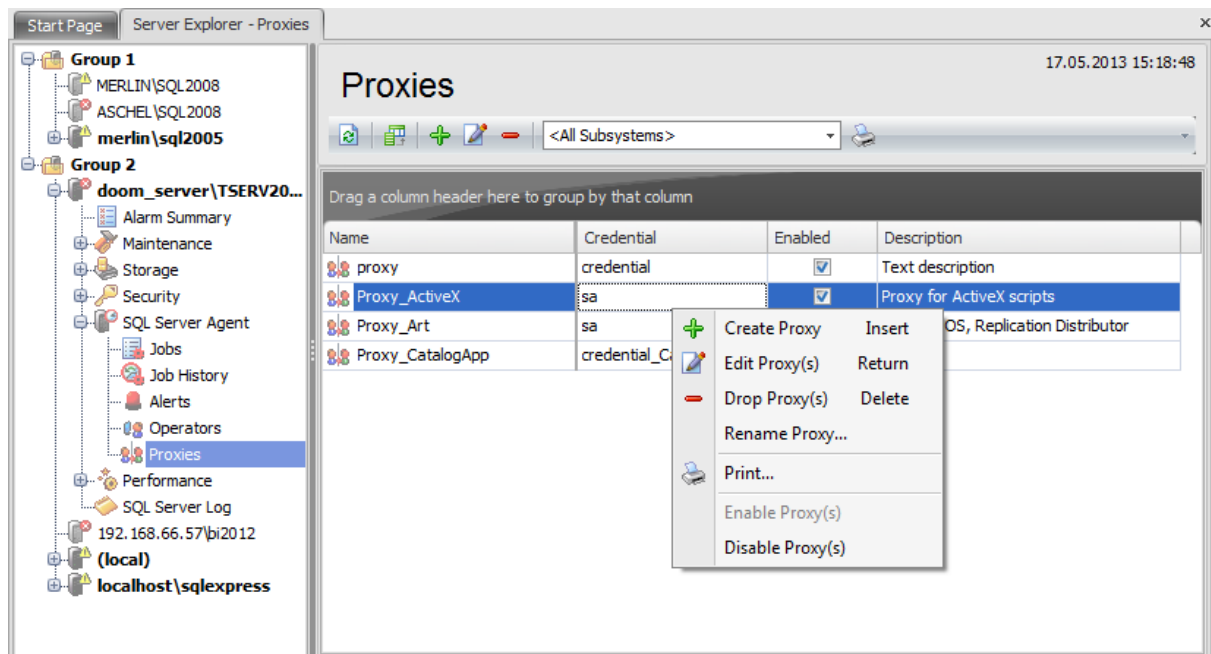 Start Page Server Explorer - Proxies
Group 1
MERLIN\SQL2008
ASCHEL\SQL2008
merlin\sql2005
Group 2
doom_server\TSERV20...
Alarm Summary
Maintenance
Storage
Security
SQL Server Agent
Jobs
Job History
Alerts
Operators
Proxies
Performance
SQL Server Log
192.168.66.57\bi2012
(local)
localhost\sqlexpress
17.05.2013 15:18:48
Proxies
<All Subsystems>
Drag a column header here to group by that column
Name Credential Enabled Description
proxy credential Text description
Proxy_ActiveX sa Proxy for ActiveX scripts
Proxy_Art sa OS, Replication Distributor
Proxy_CatalogApp credential_C
Create Proxy Insert
Edit Proxy(s) Return
Drop Proxy(s) Delete
Rename Proxy...
Print...
Enable Proxy(s)
Disable Proxy(s)